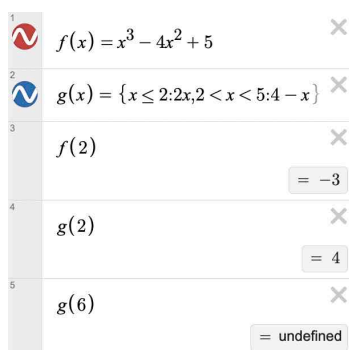 1
f(x) = x³ − 4x² + 5
2
g(x) = {x ≤ 2:2x,2 < x < 5:4 − x}
3
f(2)
= −3
4
g(2)
= 4
5
g(6)
= undefined